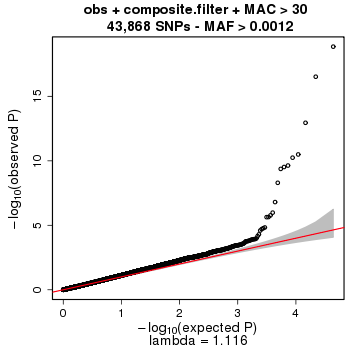 obs + composite.filter + MAC > 30
43,868 SNPs - MAF > 0.0012
−log10(observed P)
15
10
5
0
0 1 2 3 4
−log10(expected P)
lambda = 1.116